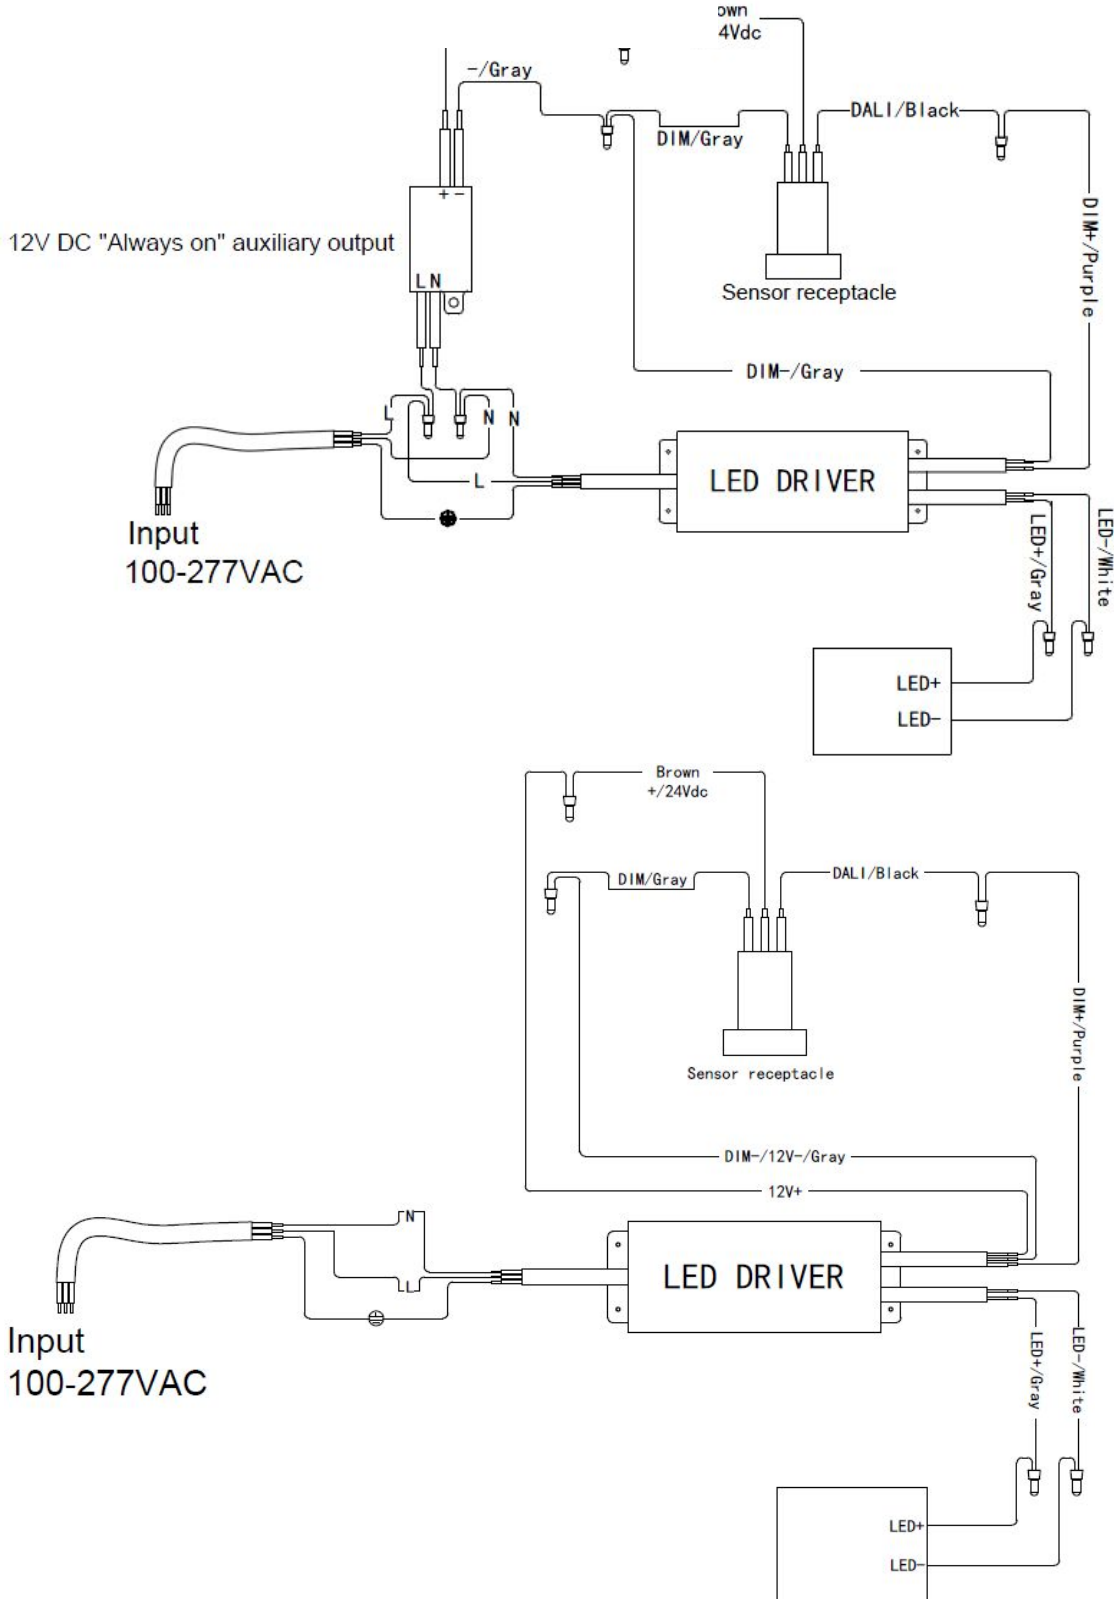 own
4Vdc
-/Gray
DIM/Gray
DALI/Black
+ -
12V DC "Always on" auxiliary output
L N
Sensor receptacle
DIM+/Purple
DIM-/Gray
L
N
N
L
LED DRIVER
Input
100-277VAC
LED+/Gray
LED-/White
LED+
LED-
Brown
+/24Vdc
DIM/Gray
DALI/Black
Sensor receptacle
DIM+/Purple
DIM-/12V-/Gray
12V+
N
L
LED DRIVER
Input
100-277VAC
LED+/Gray
LED-/White
LED+
LED-